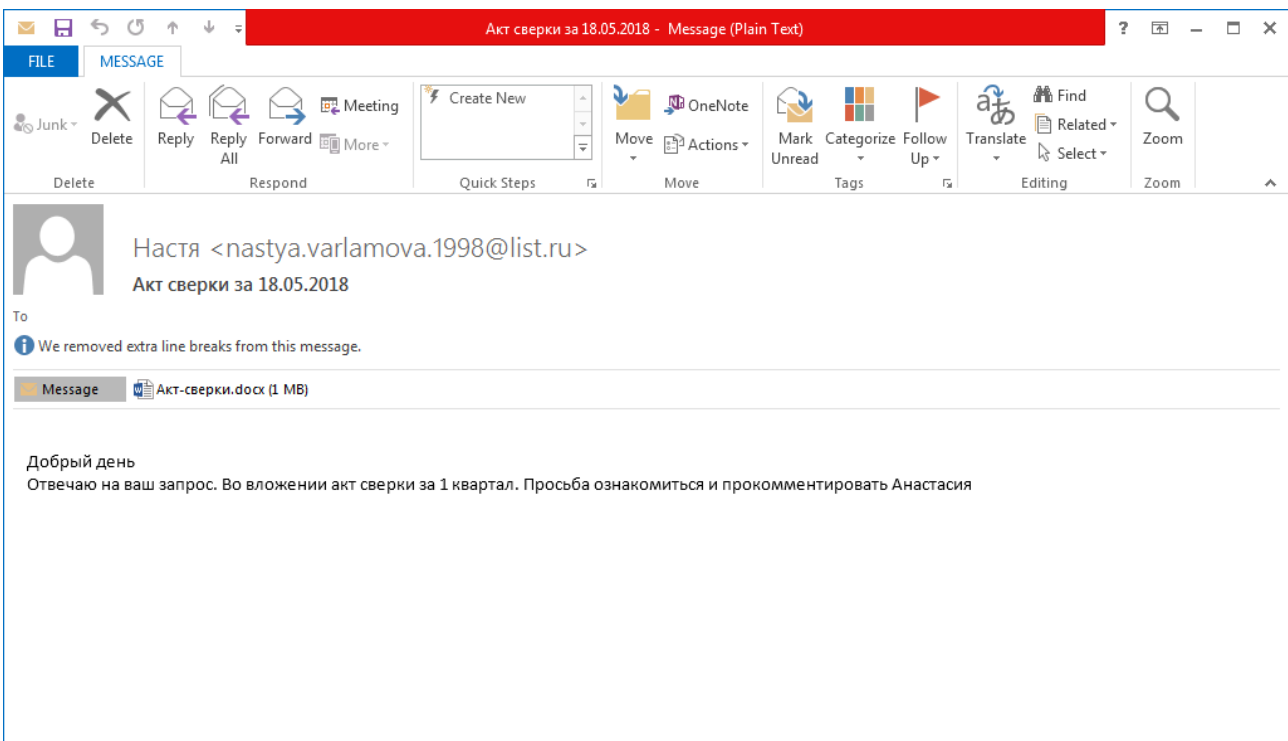 Акт сверки за 18.05.2018 - Message (Plain Text)
?
FILE
MESSAGE
Junk
Delete
Reply
Reply All
Forward
Meeting
More
Create New
Move
OneNote
Actions
Mark Unread
Categorize
Follow Up
Translate
Find
Related
Select
Zoom
Delete
Respond
Quick Steps
Move
Tags
Editing
Zoom
Настя <nastya.varlamova.1998@list.ru>
Акт сверки за 18.05.2018
To
We removed extra line breaks from this message.
Message
Акт-сверки.docx (1 MB)
Добрый день
Отвечаю на ваш запрос. Во вложении акт сверки за 1 квартал. Просьба ознакомиться и прокомментировать Анастасия